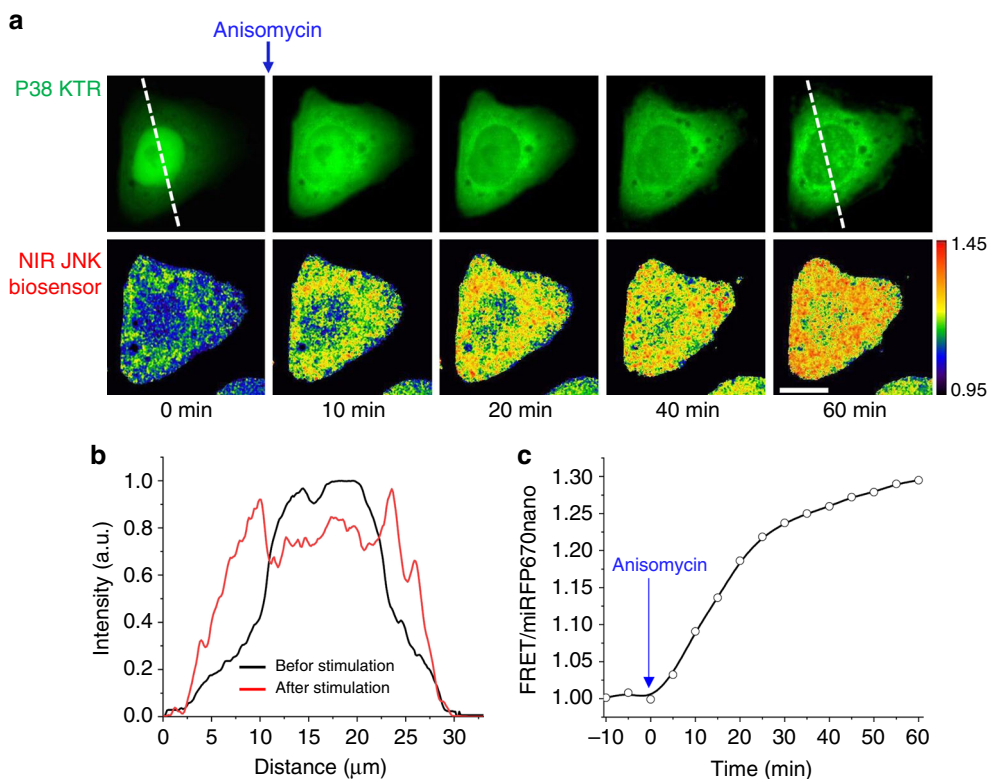 a
Anisomycin
P38 KTR
NIR JNK
biosensor
1.45
0.95
0 min
10 min
20 min
40 min
60 min
b
Intensity (a.u.)
1.0
0.8
0.6
0.4
0.2
0.0
Befor stimulation
After stimulation
0
5
10
15
20
25
30
Distance (μm)
c
FRET/miRFP670nano
1.30
1.25
1.20
1.15
1.10
1.05
1.00
Anisomycin
–10
0
10
20
30
40
50
60
Time (min)